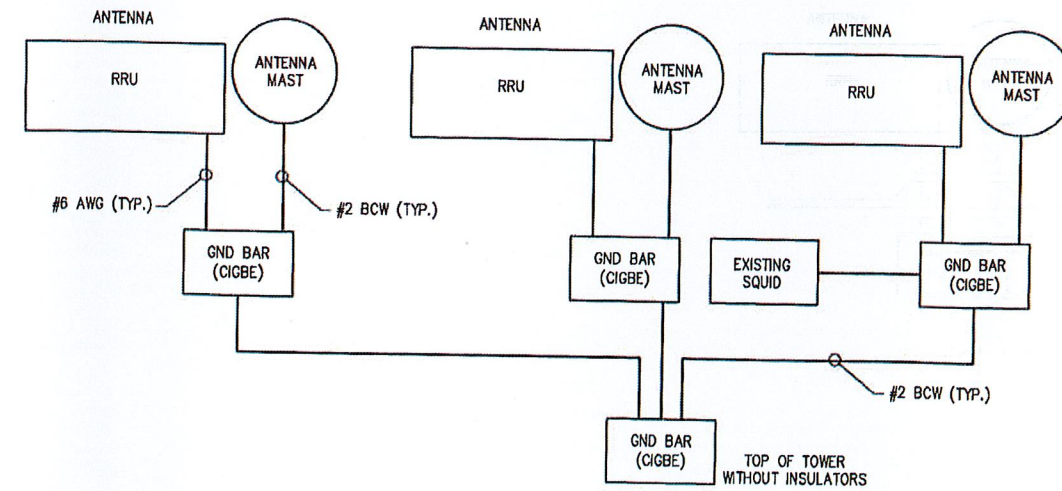 ANTENNA
RRU
ANTENNA
MAST
#6 AWG (TYP.)
#2 BCW (TYP.)
GND BAR
(CIGBE)
ANTENNA
RRU
ANTENNA
MAST
GND BAR
(CIGBE)
ANTENNA
RRU
ANTENNA
MAST
EXISTING
SQUID
GND BAR
(CIGBE)
#2 BCW (TYP.)
GND BAR
(CIGBE)
TOP OF TOWER
WITHOUT INSULATORS